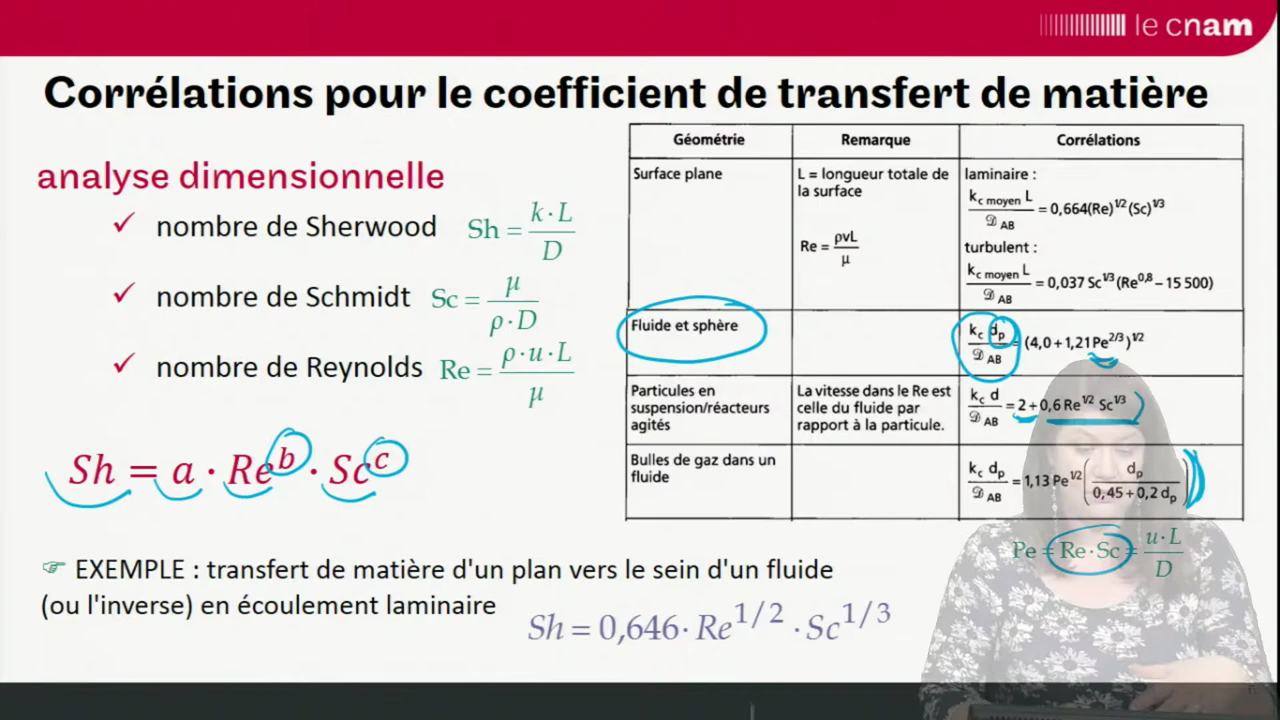 le cnam
Corrélations pour le coefficient de transfert de matière
analyse dimensionnelle
✓ nombre de Sherwood Sh = k·L / D
✓ nombre de Schmidt Sc = μ / ρ·D
✓ nombre de Reynolds Re = ρ·u·L / μ
Sh = a · Re^b · Sc^c
☞ EXEMPLE : transfert de matière d'un plan vers le sein d'un fluide
(ou l'inverse) en écoulement laminaire
Sh = 0,646· Re^1/2 · Sc^1/3
Géométrie Remarque Corrélations
Surface plane
L = longueur totale de
la surface
Re = ρvL / μ
laminaire :
k_c moyen L / 𝒟_AB = 0,664(Re)^1/2(Sc)^1/3
turbulent :
k_c moyen L / 𝒟_AB = 0,037 Sc^1/3 (Re^0,8 − 15 500)
Fluide et sphère
k_c d_p / 𝒟_AB = (4,0 + 1,21Pe^2/3)^1/2
Particules en
suspension/réacteurs
agités
La vitesse dans le Re est
celle du fluide par
rapport à la particule.
k_c d / 𝒟_AB = 2 + 0,6 Re^1/2 Sc^1/3
Bulles de gaz dans un
fluide
k_c d_p / 𝒟_AB = 1,13 Pe^1/2 (d_p / 0,45 + 0,2 d_p)
Pe = Re·Sc = u·L / D